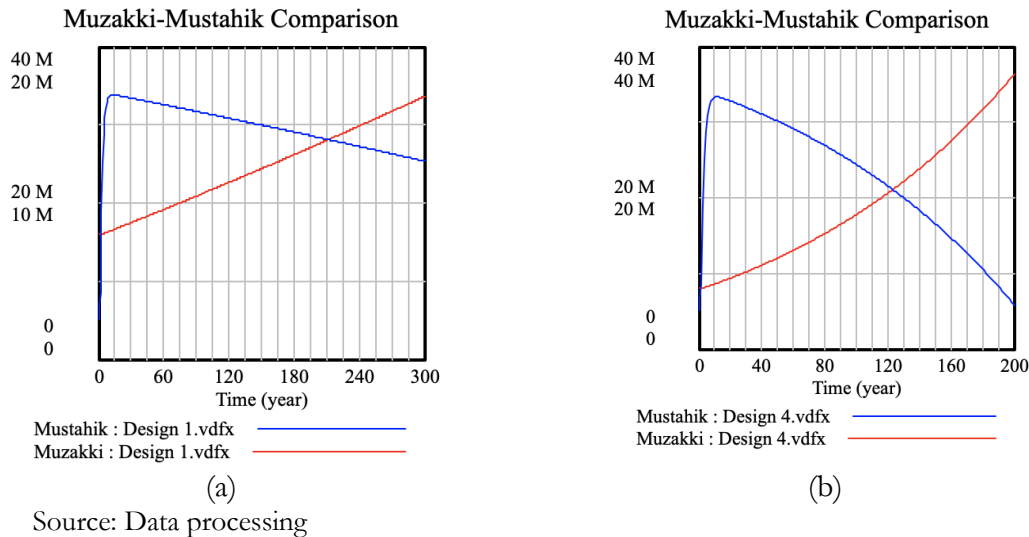 Muzakki-Mustahik Comparison
40 M
20 M
20 M
10 M
0
0
0 60 120 180 240 300
Time (year)
Mustahik : Design 1.vdfx
Muzakki : Design 1.vdfx
(a)
Muzakki-Mustahik Comparison
40 M
40 M
20 M
20 M
0
0
0 40 80 120 160 200
Time (year)
Mustahik : Design 4.vdfx
Muzakki : Design 4.vdfx
(b)
Source: Data processing